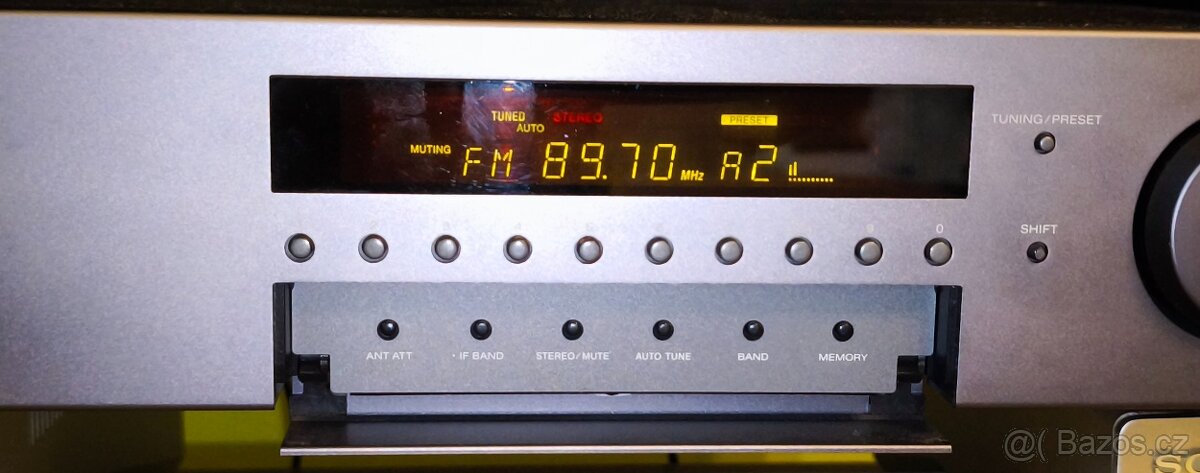 TUNED STEREO PRESET
AUTO
MUTING FM 89.70 MHz A2
TUNING/PRESET
9 0
SHIFT
ANT ATT · IF BAND STEREO/MUTE AUTO TUNE BAND MEMORY
@( Bazos.cz